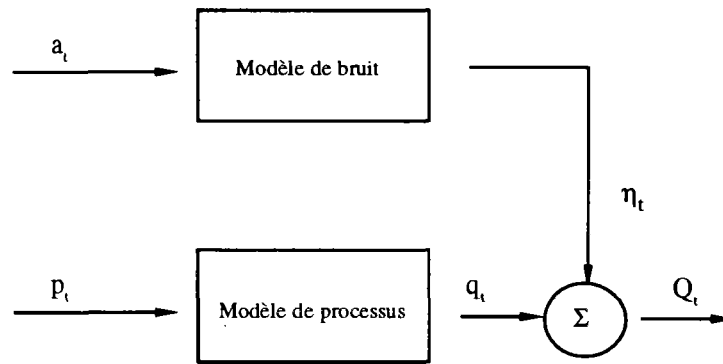 a_t
Modèle de bruit
η_t
p_t
Modèle de processus
q_t
Σ
Q_t